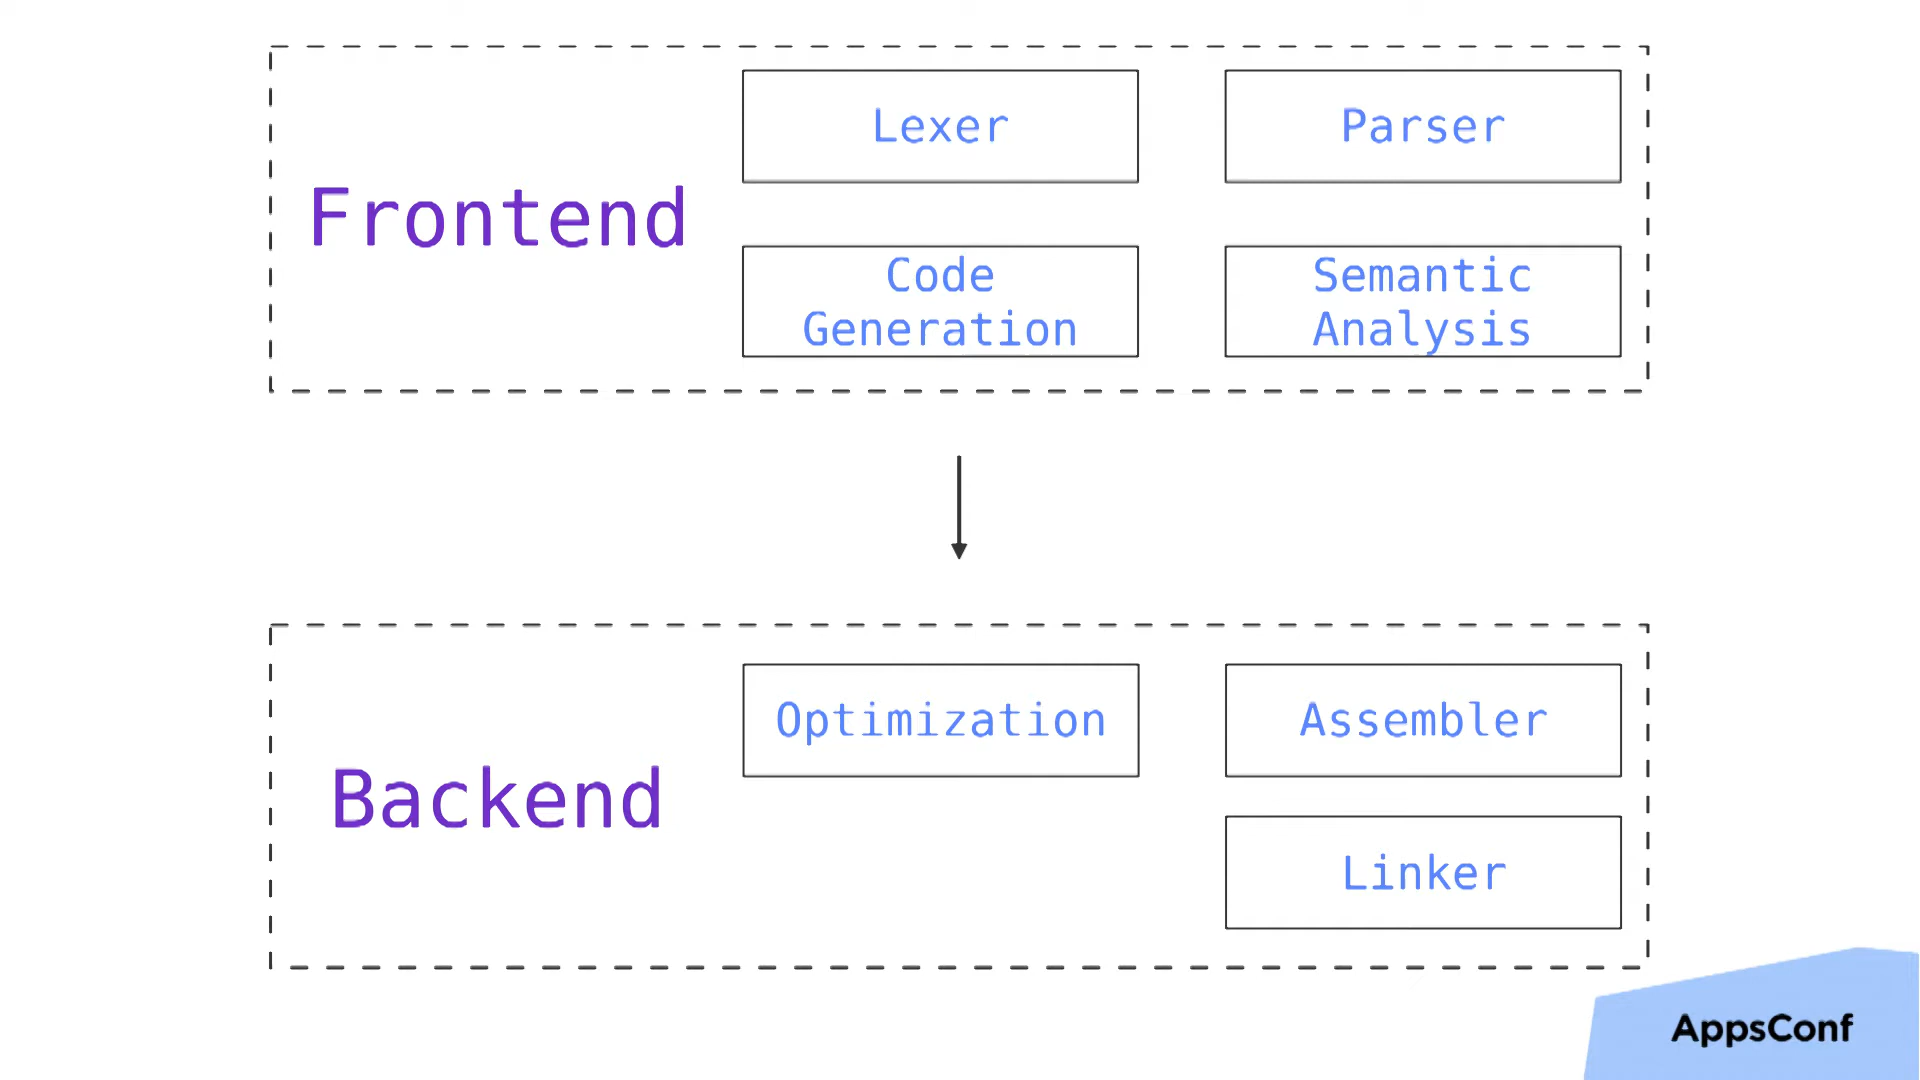 Frontend
Lexer
Parser
Code
Generation
Semantic
Analysis
Backend
Optimization
Assembler
Linker
AppsConf